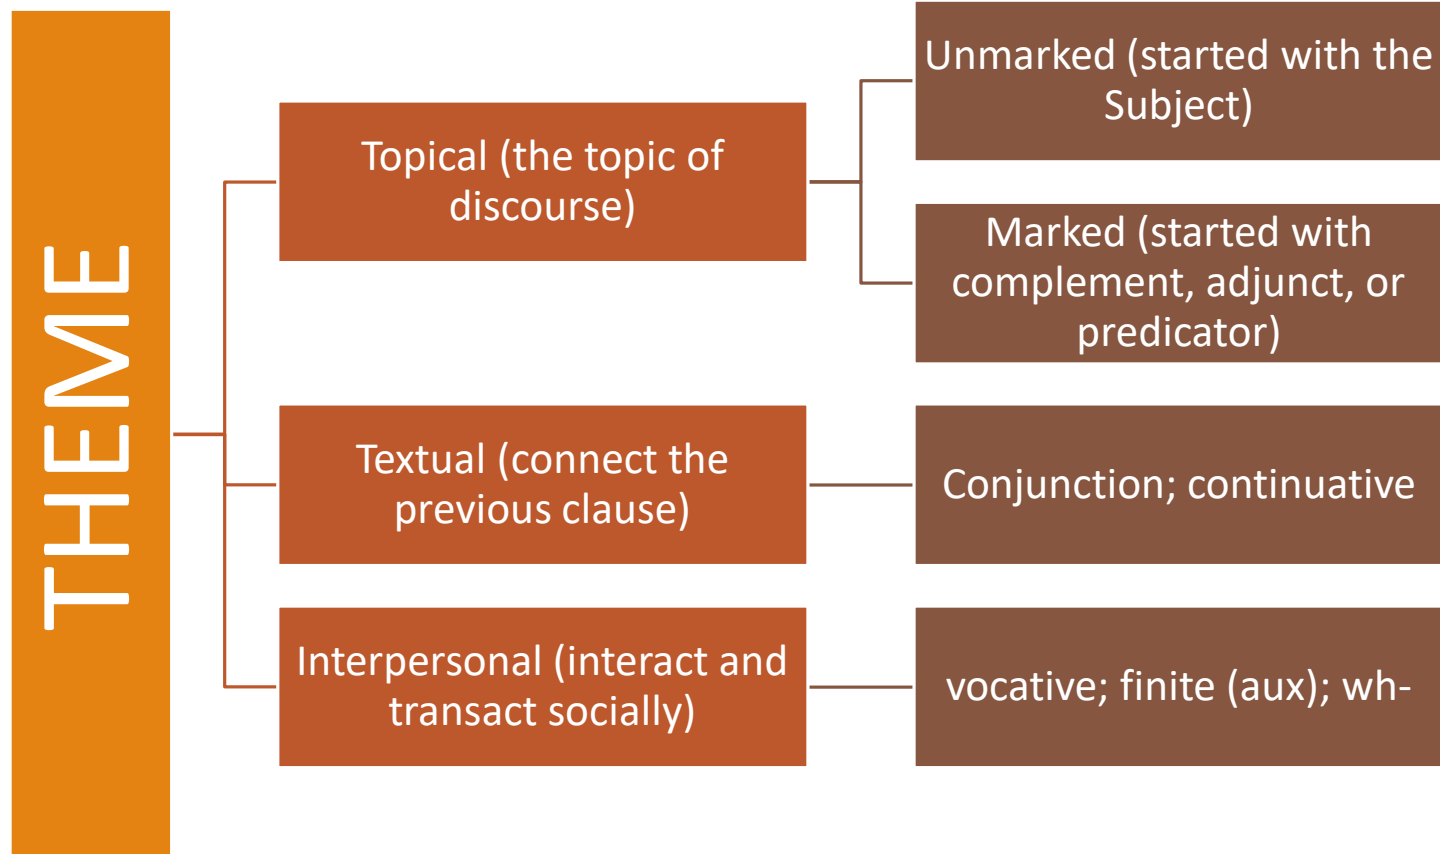 THEME
Topical (the topic of
discourse)
Unmarked (started with the
Subject)
Marked (started with
complement, adjunct, or
predicator)
Textual (connect the
previous clause)
Conjunction; continuative
Interpersonal (interact and
transact socially)
vocative; finite (aux); wh-